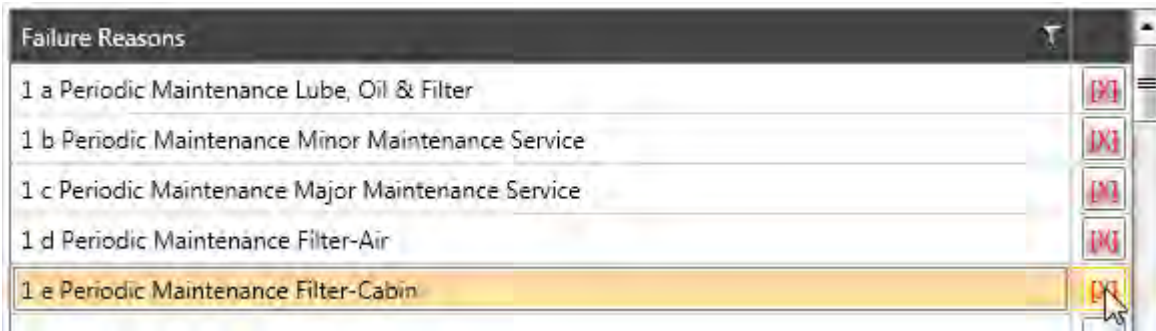 Failure Reasons
1 a Periodic Maintenance Lube, Oil & Filter [X]
1 b Periodic Maintenance Minor Maintenance Service [X]
1 c Periodic Maintenance Major Maintenance Service [X]
1 d Periodic Maintenance Filter-Air [X]
1 e Periodic Maintenance Filter-Cabin [X]